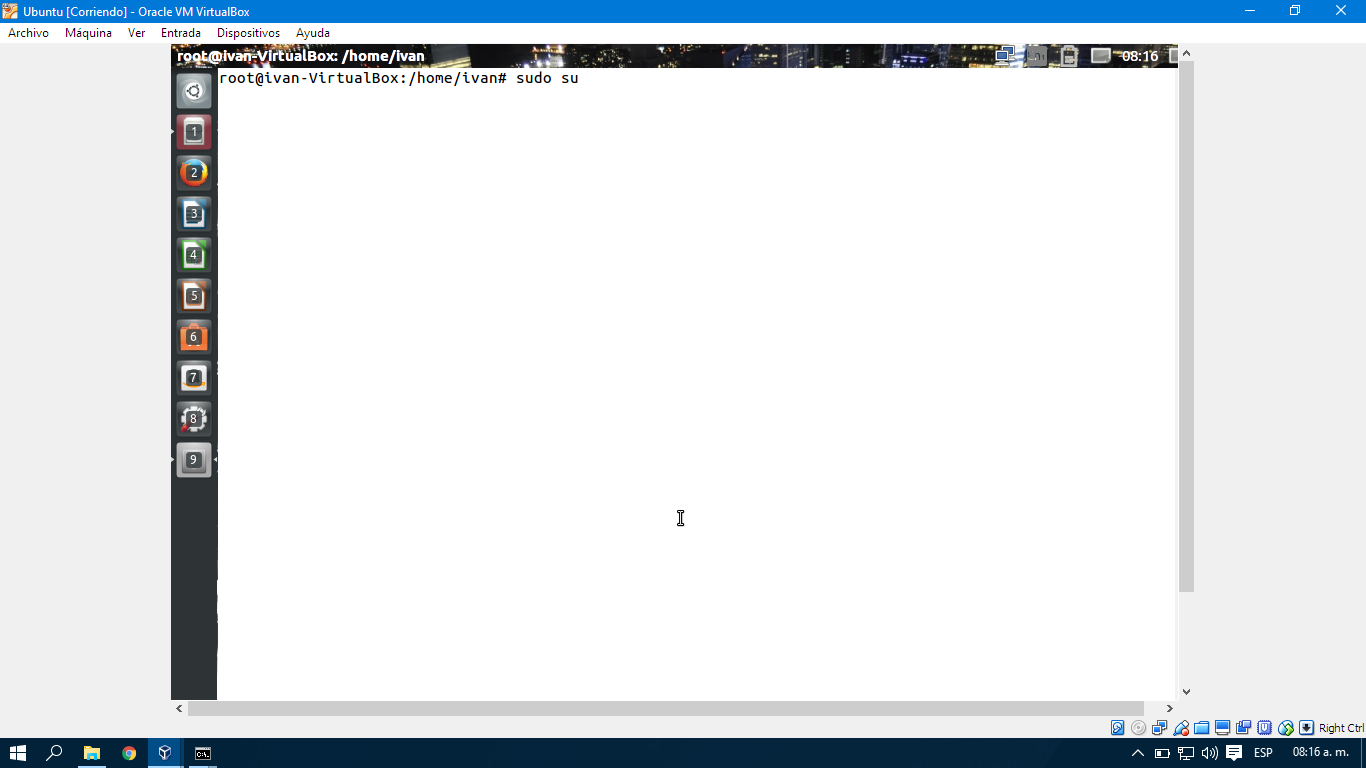 Ubuntu [Corriendo] - Oracle VM VirtualBox
Archivo Máquina Ver Entrada Dispositivos Ayuda
root@ivan-VirtualBox: /home/ivan
08:16
root@ivan-VirtualBox:/home/ivan# sudo su
1
2
3
4
5
6
7
8
9
Right Ctrl
C:\.
ESP
08:16 a. m.